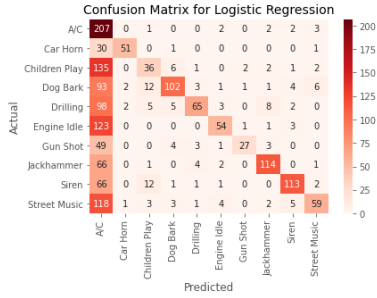 Confusion Matrix for Logistic Regression
A/C 207 0 1 0 0 2 0 2 2 3
Car Horn 30 51 0 1 0 0 0 0 0 1
Children Play 135 0 36 6 1 0 2 2 1 2
Dog Bark 93 2 12 102 3 1 1 1 4 6
Drilling 98 2 5 5 65 3 0 8 2 0
Engine Idle 123 0 0 0 0 54 1 1 3 0
Gun Shot 49 0 0 4 3 1 27 3 0 0
Jackhammer 66 0 1 0 4 2 0 114 0 1
Siren 66 0 12 1 1 1 0 0 113 2
Street Music 118 1 3 3 1 4 0 2 5 59
A/C
Car Horn
Children Play
Dog Bark
Drilling
Engine Idle
Gun Shot
Jackhammer
Siren
Street Music
Predicted
Actual
200
175
150
125
100
75
50
25
0